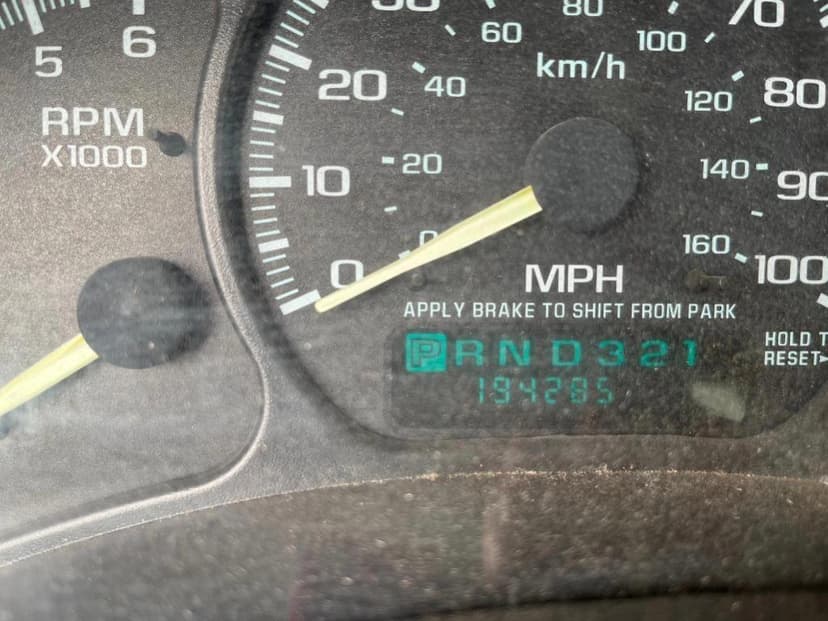 5 6
RPM
X1000
60 80 100 70
km/h
20 40 120 80
20 140 90
10
0 160 100
0
MPH
APPLY BRAKE TO SHIFT FROM PARK
PRND321
194285
HOLD T
RESET